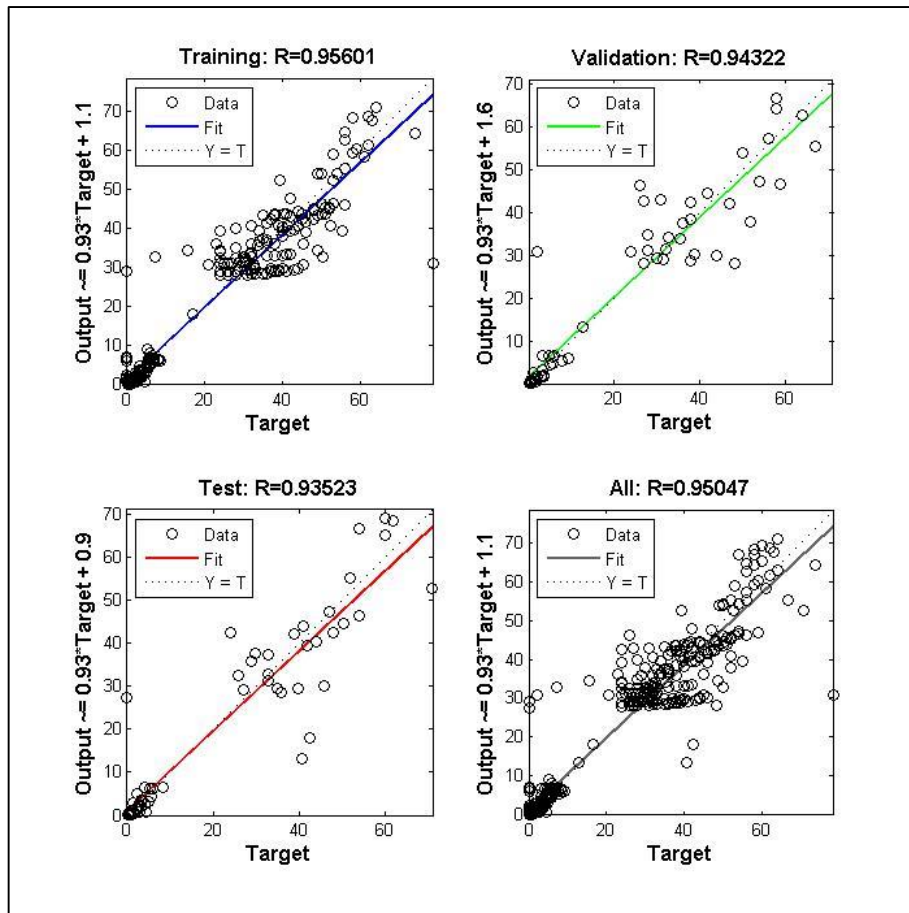 Training: R=0.95601
Output ~= 0.93*Target + 1.1
Data
Fit
Y = T
70
60
50
40
30
20
10
0
0 20 40 60
Target
Validation: R=0.94322
Output ~= 0.93*Target + 1.6
Data
Fit
Y = T
70
60
50
40
30
20
10
0
20 40 60
Target
Test: R=0.93523
Output ~= 0.93*Target + 0.9
Data
Fit
Y = T
70
60
50
40
30
20
10
0
0 20 40 60
Target
All: R=0.95047
Output ~= 0.93*Target + 1.1
Data
Fit
Y = T
70
60
50
40
30
20
10
0
0 20 40 60
Target